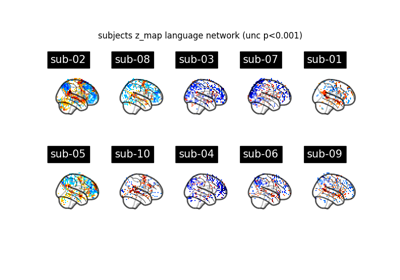 subjects z_map language network (unc p<0.001)
sub-02 sub-08 sub-03 sub-07 sub-01
sub-05 sub-10 sub-04 sub-06 sub-09